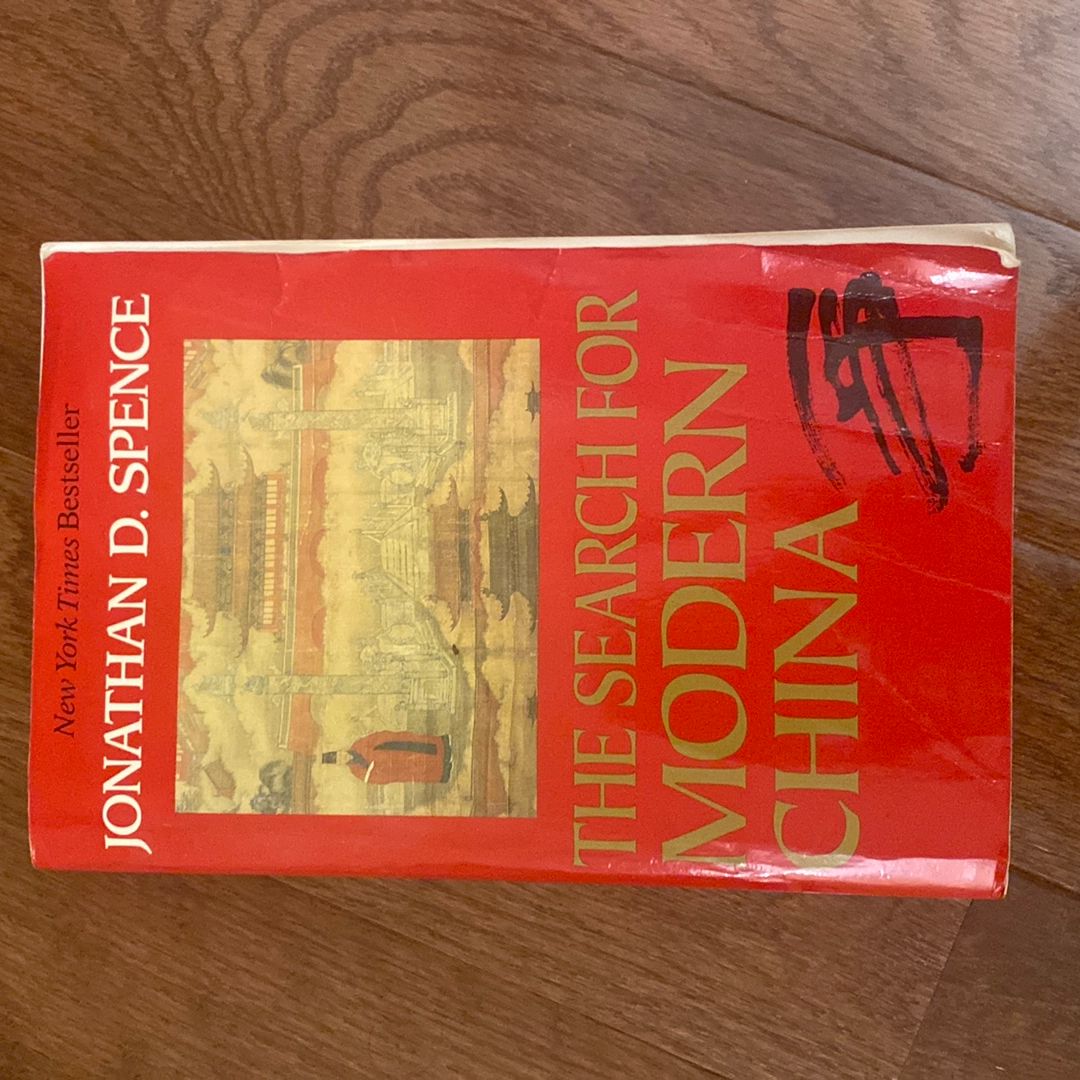 New York Times Bestseller
JONATHAN D. SPENCE
THE SEARCH FOR
MODERN
CHINA